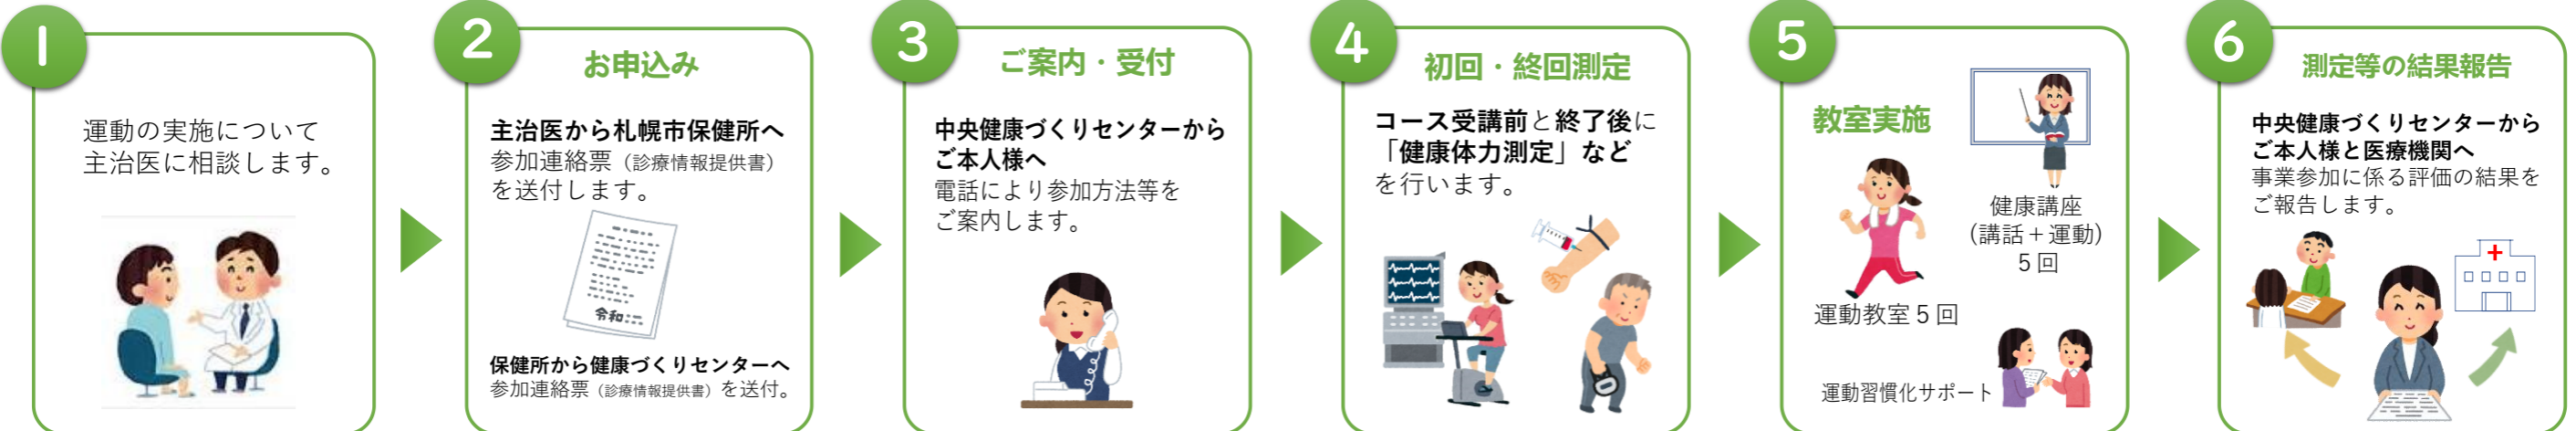 1
運動の実施について
主治医に相談します。
2
お申込み
主治医から札幌市保健所へ
参加連絡票（診療情報提供書）
を送付します。
令和
保健所から健康づくりセンターへ
参加連絡票（診療情報提供書）を送付。
3
ご案内・受付
中央健康づくりセンターから
ご本人様へ
電話により参加方法等を
ご案内します。
4
初回・終回測定
コース受講前と終了後に
「健康体力測定」など
を行います。
5
教室実施
健康講座
(講話＋運動)
５回
運動教室５回
運動習慣化サポート
6
測定等の結果報告
中央健康づくりセンターから
ご本人様と医療機関へ
事業参加に係る評価の結果を
ご報告します。